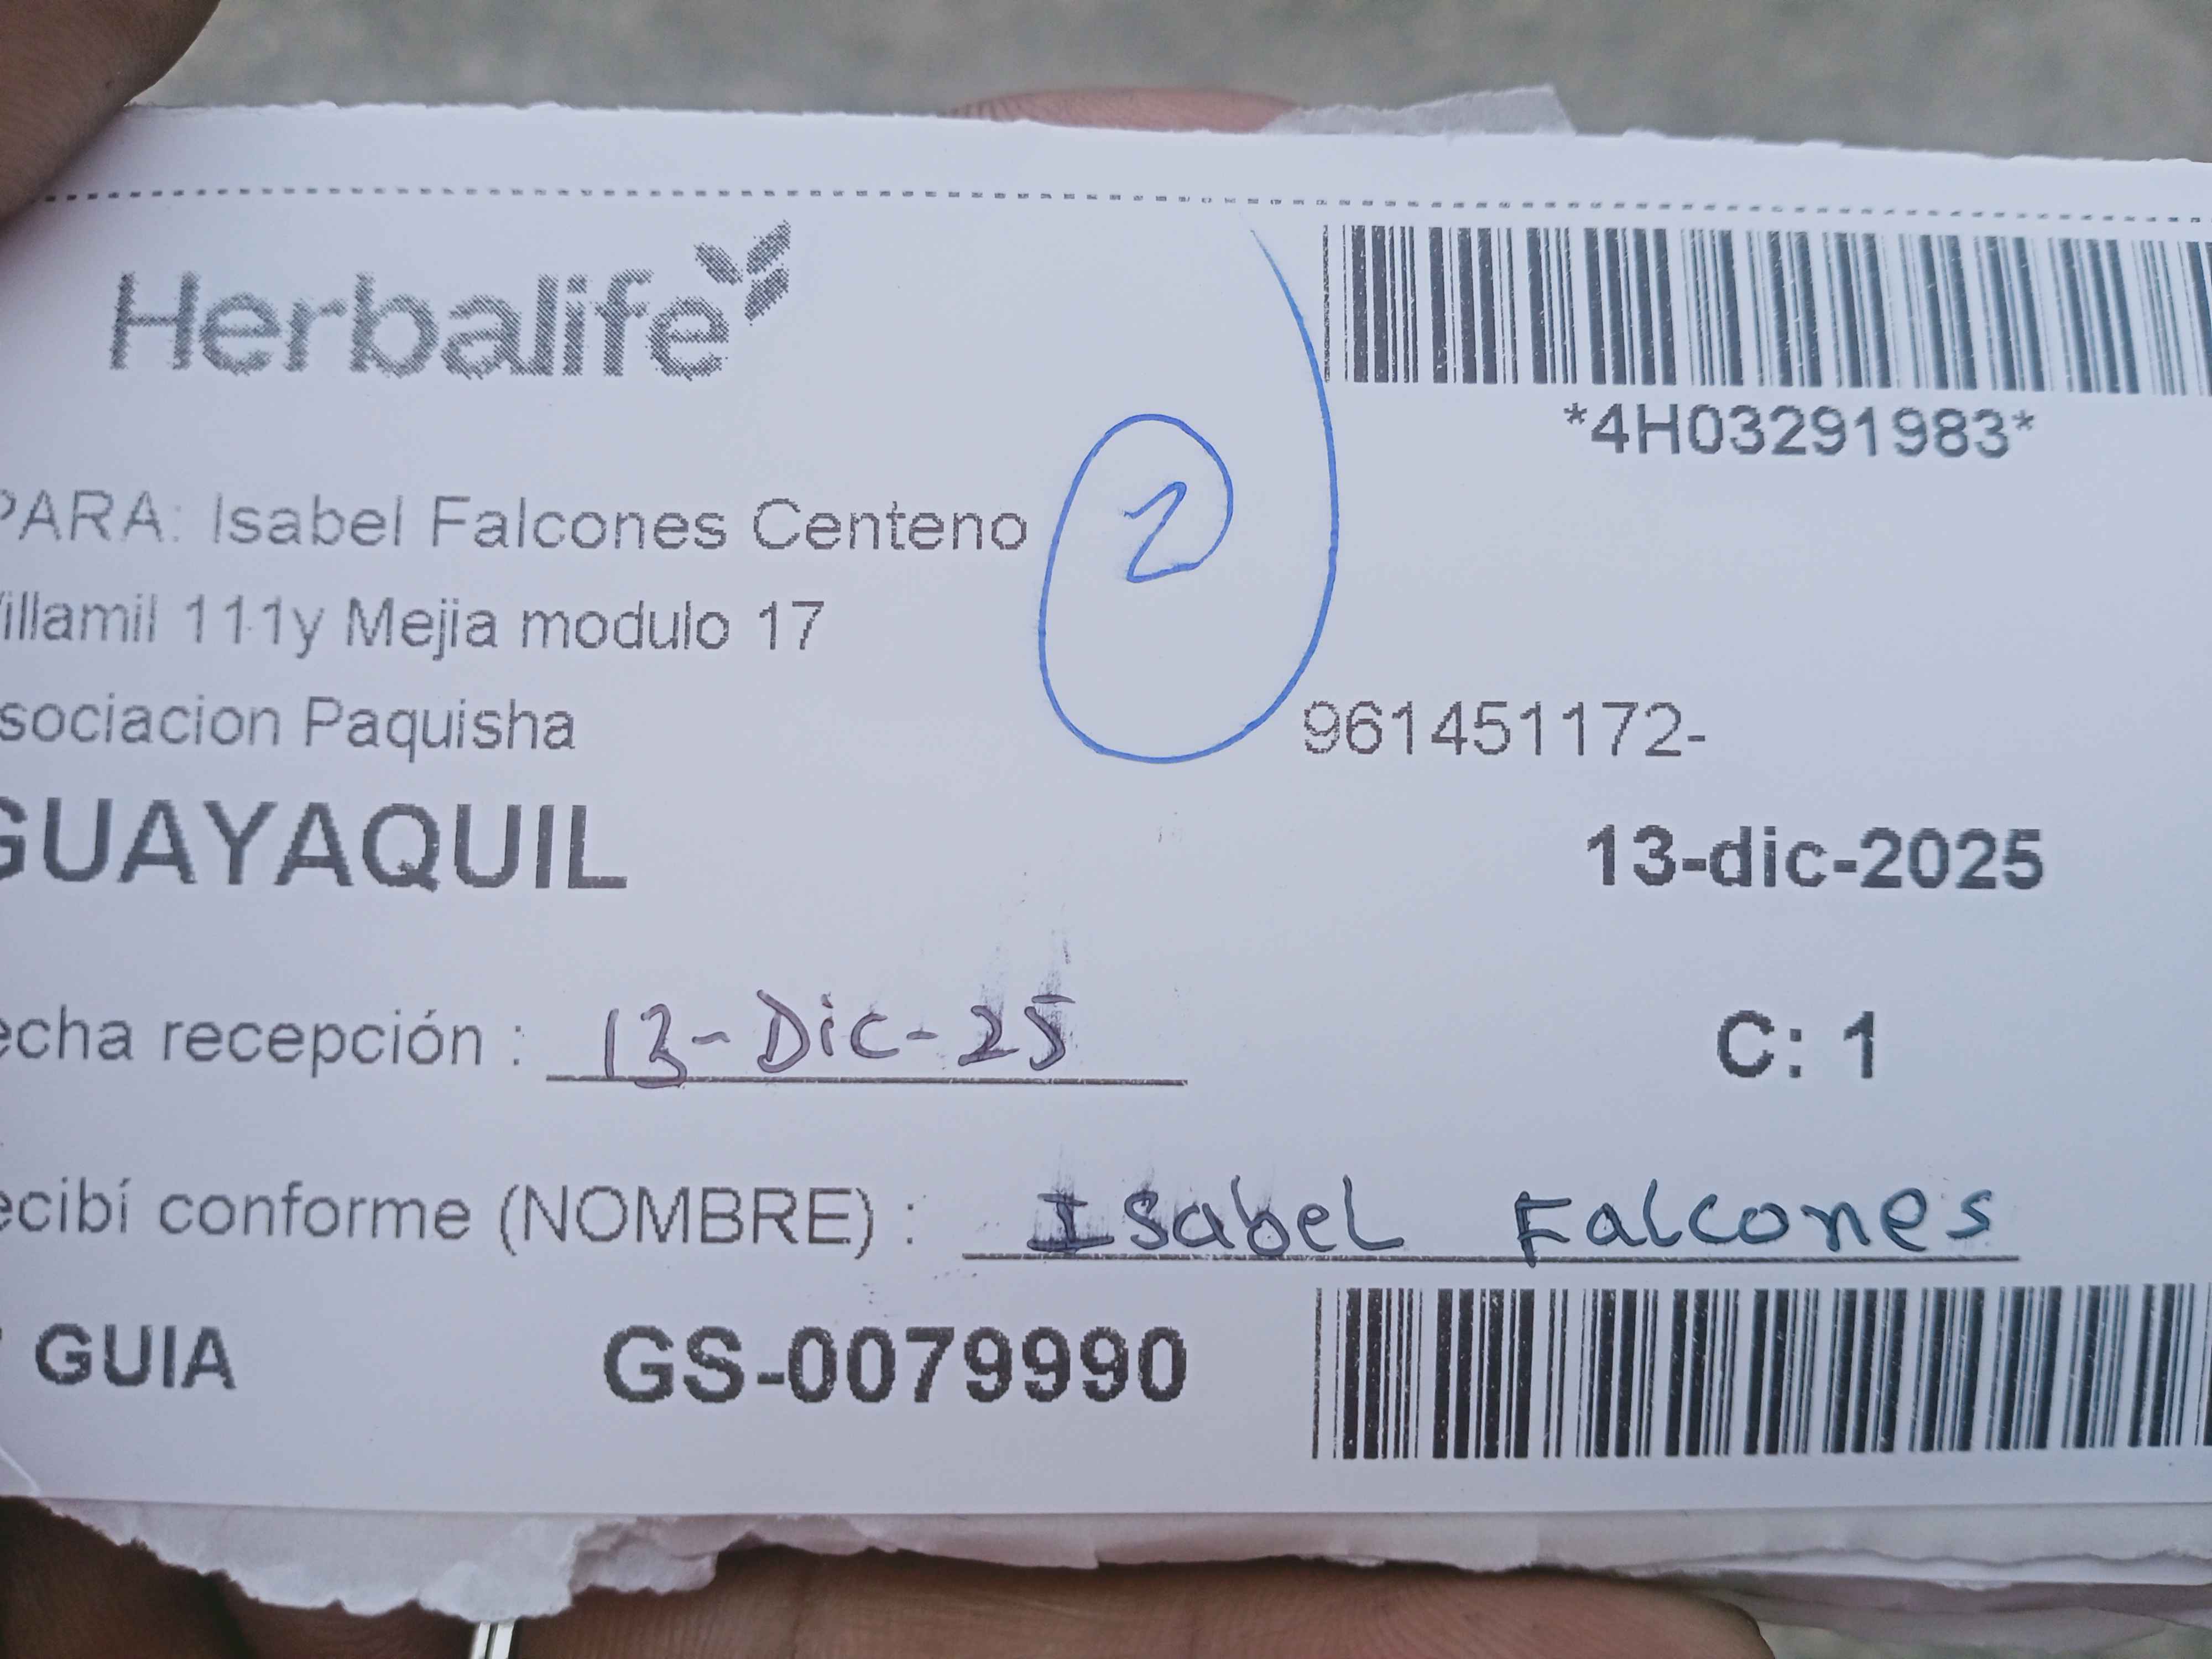 Herbalife
*4H03291983*
2
PARA: Isabel Falcones Centeno
illamil 111y Mejia modulo 17
sociacion Paquisha
961451172-
GUAYAQUIL
13-dic-2025
echa recepción : 13-Dic-25
C: 1
ecibí conforme (NOMBRE) : Isabel Falcones
GUIA GS-0079990